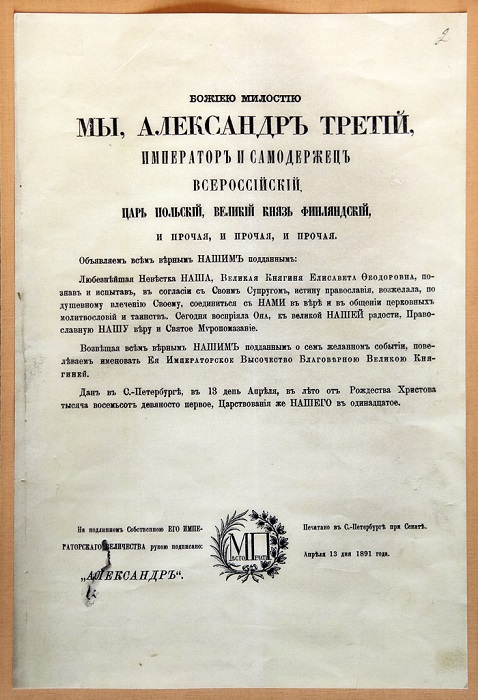 2
БОЖІЕЮ МИЛОСТІЮ
МЫ, АЛЕКСАНДРЪ ТРЕТІЙ,
ИМПЕРАТОРЪ И САМОДЕРЖЕЦЪ
ВСЕРОССІЙСКІЙ,
ЦАРЬ ПОЛЬСКІЙ, ВЕЛИКІЙ КНЯЗЬ ФИНЛЯНДСКІЙ,
И ПРОЧАЯ, И ПРОЧАЯ, И ПРОЧАЯ.
Объявляемъ всѣмъ вѣрнымъ НАШИМЪ подданнымъ:
Любезнѣйшая Невѣстка НАША, Великая Княгиня Елисавета Ѳеодоровна, по-
знавъ и испытавъ, въ согласіи съ Своимъ Супругомъ, истину православія, возжелала, по
душевному влеченію Своему, соединиться съ НАМИ въ вѣрѣ и въ общеніи церковныхъ
молитвословій и таинствъ. Сегодня воспріяла Она, къ великой НАШЕЙ радости, Право-
славную НАШУ вѣру и Святое Мѵропомазаніе.
Возвѣщая всѣмъ вѣрнымъ НАШИМЪ подданнымъ о семъ желанномъ событіи, пове-
лѣваемъ именовать Ея Императорское Высочество Благовѣрною Великою Кня-
гиней.
Данъ въ С.-Петербургѣ, въ 13 день Апрѣля, въ лѣто отъ Рождества Христова
тысяча восемьсотъ девяносто первое, Царствованія же НАШЕГО въ одинадцатое.
На подлинномъ Собственною ЕГО ИМПЕ-
РАТОРСКАГО ВЕЛИЧЕСТВА рукою подписано:
„АЛЕКСАНДРЪ“.
МП
МѢСТО ПЕЧАТИ
Печатано въ С.-Петербургѣ при Сенатѣ.
Апрѣля 13 дня 1891 года.